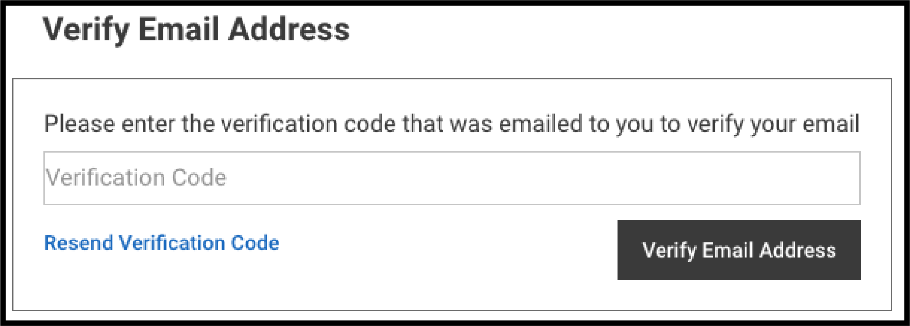 Verify Email Address
Please enter the verification code that was emailed to you to verify your email
Verification Code
Resend Verification Code
Verify Email Address